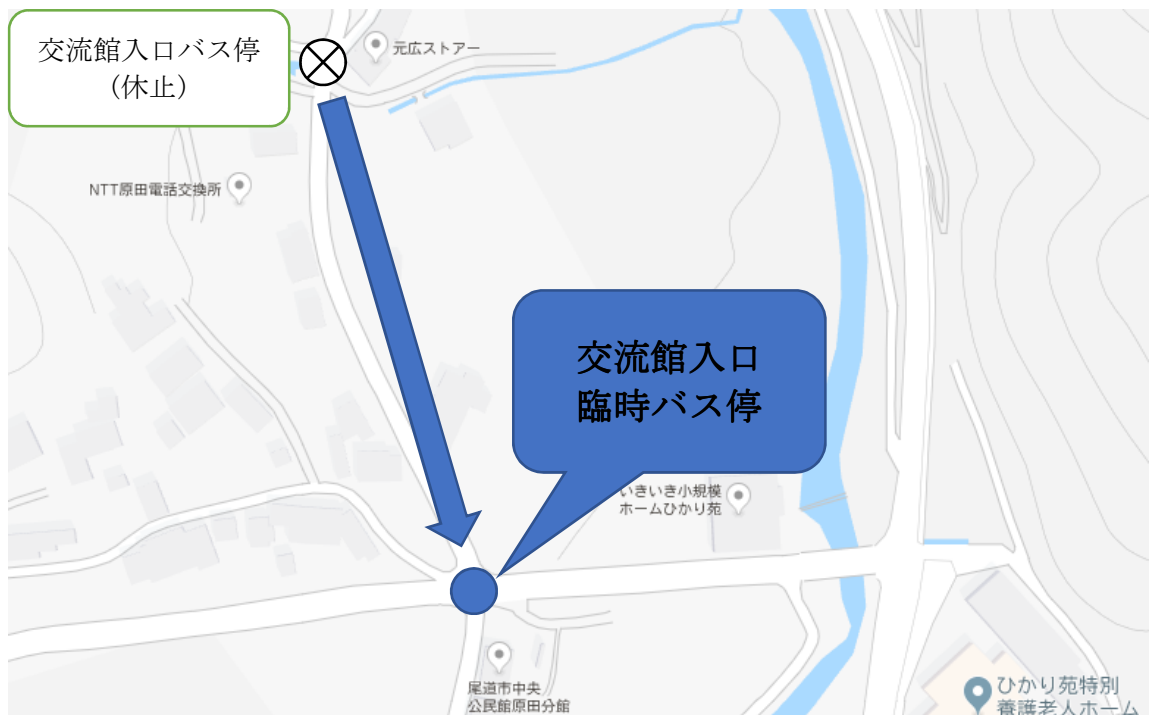 交流館入口バス停
(休止)
元広ストアー
NTT原田電話交換所
交流館入口
臨時バス停
いきいき小規模
ホームひかり苑
尾道市中央
公民館原田分館
ひかり苑特別
養護老人ホーム